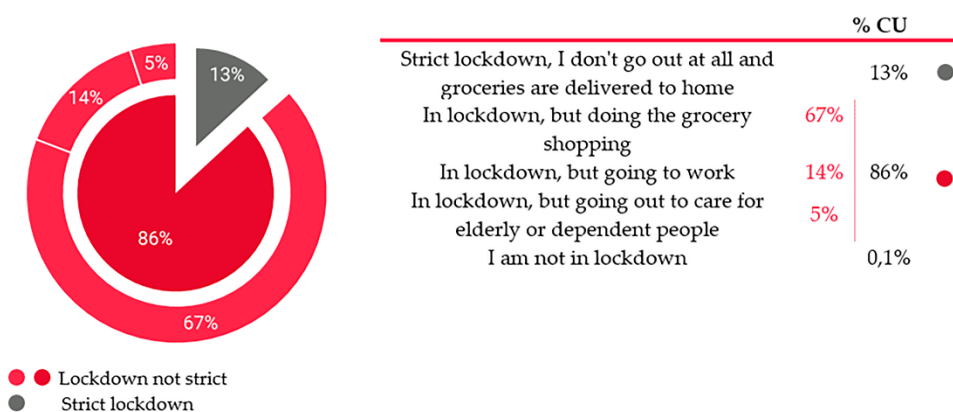 % CU
5%
13%
14%
86%
67%
Strict lockdown, I don't go out at all and
groceries are delivered to home
13%
In lockdown, but doing the grocery
shopping
67%
In lockdown, but going to work
14%
86%
In lockdown, but going out to care for
elderly or dependent people
5%
I am not in lockdown
0,1%
Lockdown not strict
Strict lockdown